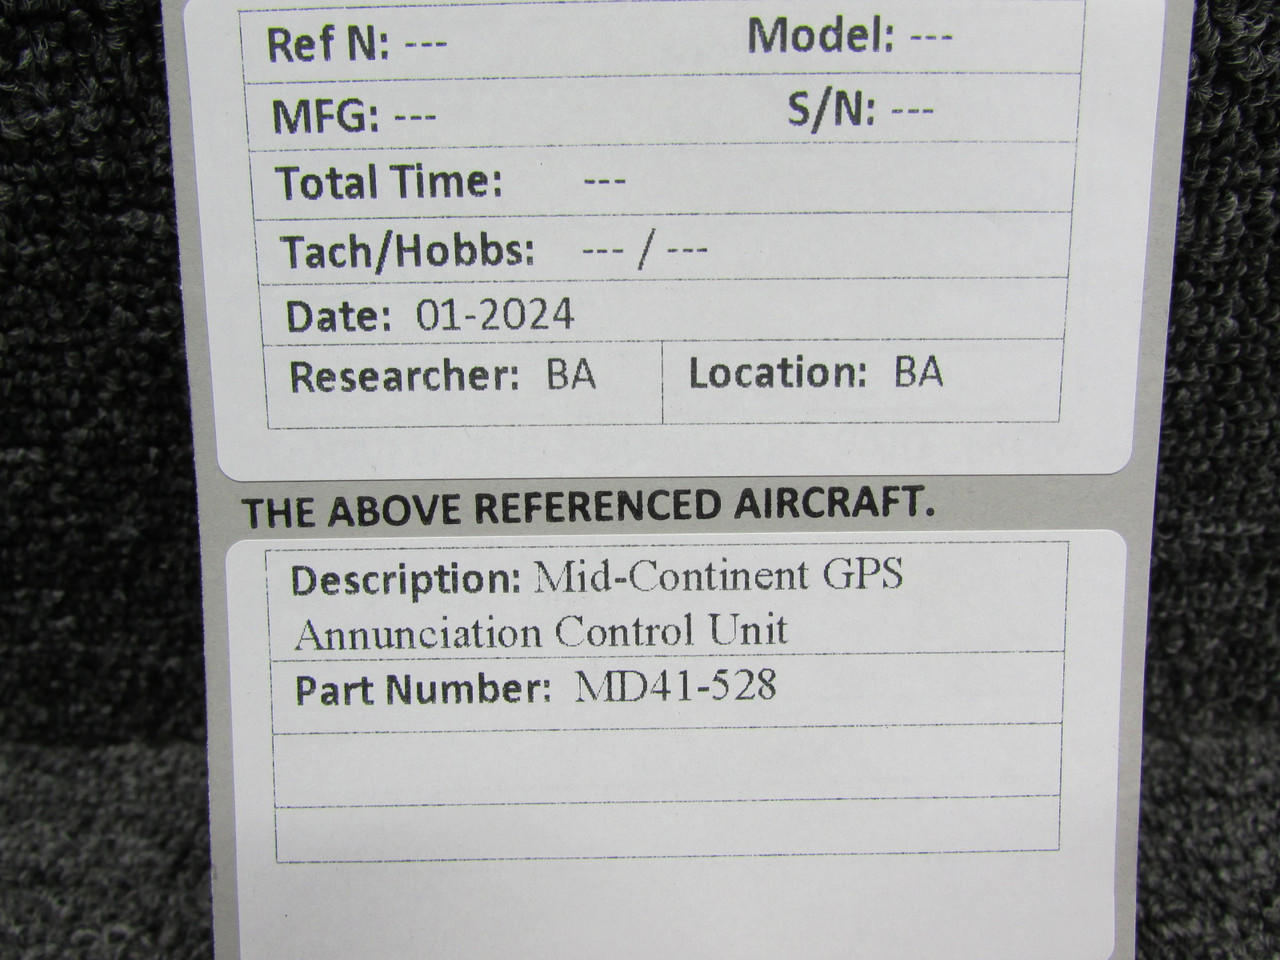 Ref N: --- Model: ---
MFG: --- S/N: ---
Total Time: ---
Tach/Hobbs: --- / ---
Date: 01-2024
Researcher: BA Location: BA
THE ABOVE REFERENCED AIRCRAFT.
Description: Mid-Continent GPS
Annunciation Control Unit
Part Number: MD41-528